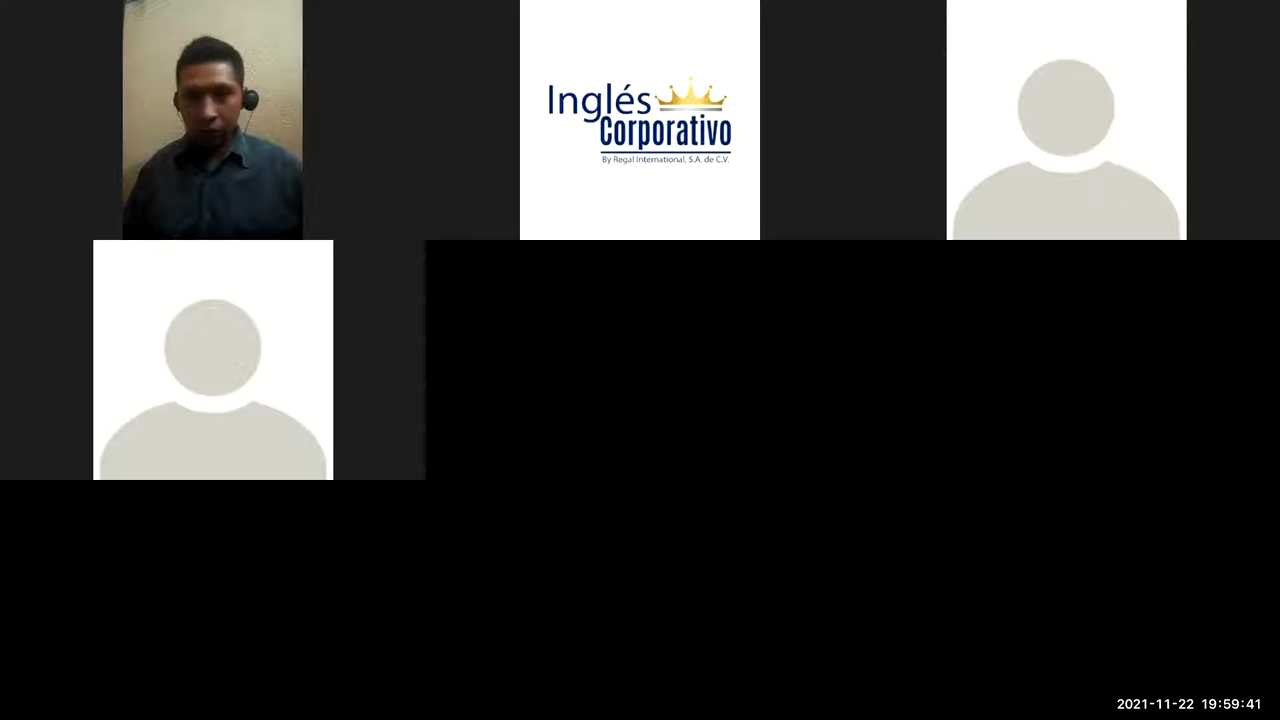 Inglés
Corporativo
By Regal International, S.A. de C.V.
2021-11-22 19:59:41